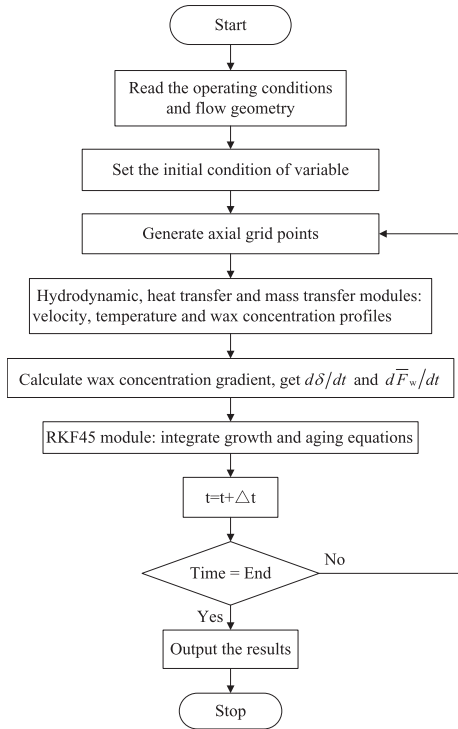 Start
Read the operating conditions
and flow geometry
Set the initial condition of variable
Generate axial grid points
Hydrodynamic, heat transfer and mass transfer modules:
velocity, temperature and wax concentration profiles
Calculate wax concentration gradient, get dδ/dt and dF̅w/dt
RKF45 module: integrate growth and aging equations
t=t+△t
Time = End
No
Yes
Output the results
Stop